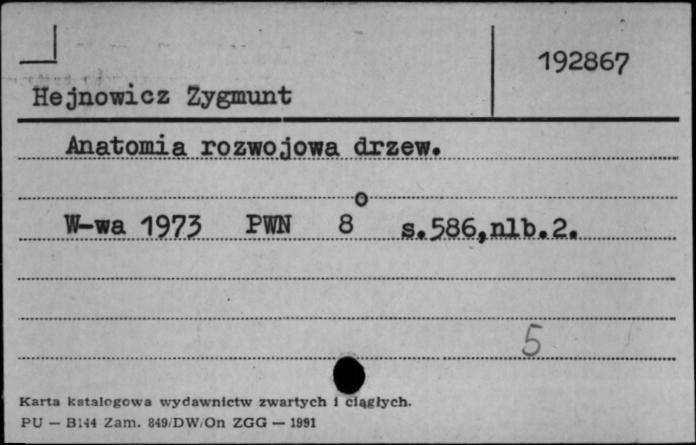 192867
Hejnowicz Zygmunt
Anatomia rozwojowa drzew.
W-wa 1973 PWN 8° s.586,nlb.2.
5
Karta katalogowa wydawnictw zwartych i ciągłych.
PU — B144 Zam. 849/DW/On ZGG — 1991